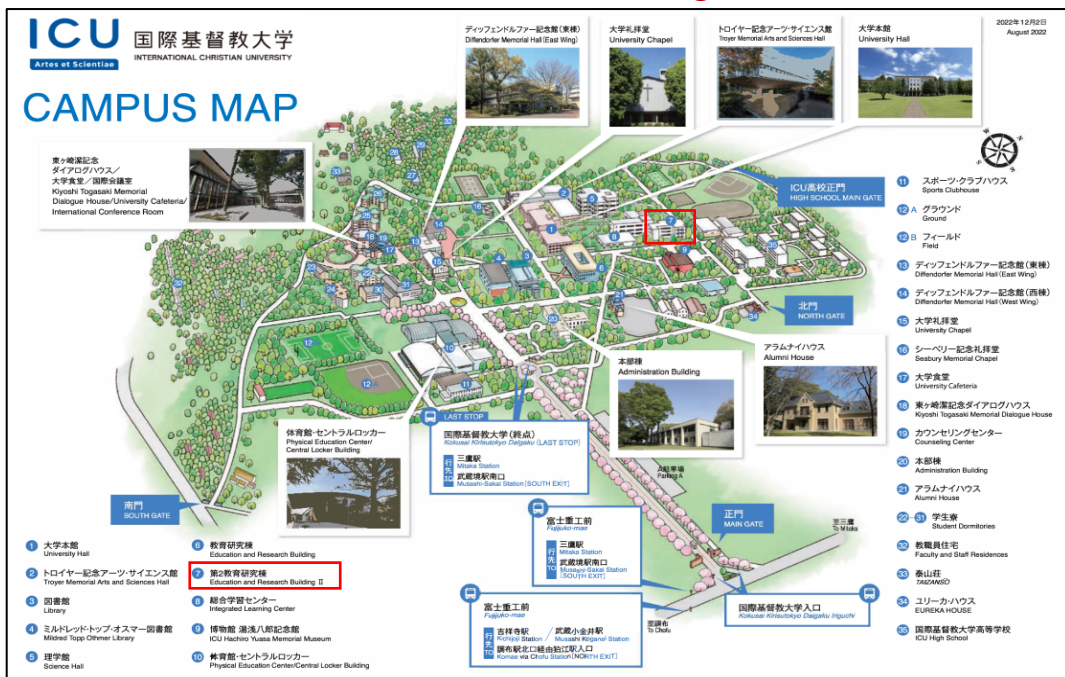 ICU 国際基督教大学
Artes et Scientiae
INTERNATIONAL CHRISTIAN UNIVERSITY
CAMPUS MAP
2022年12月2日
August 2022
ディッフェンドルファー記念館(東棟)
Diffendorfer Memorial Hall (East Wing)
大学礼拝堂
University Chapel
トロイヤー記念アーツ・サイエンス館
Troyer Memorial Arts and Sciences Hall
大学本館
University Hall
東ヶ崎潔記念
ダイアログハウス/
大学食堂/国際会議室
Kiyoshi Togasaki Memorial
Dialogue House/University Cafeteria/
International Conference Room
ICU高校正門
HIGH SCHOOL MAIN GATE
北門
NORTH GATE
アラムナイハウス
Alumni House
本部棟
Administration Building
体育館・セントラルロッカー
Physical Education Center/
Central Locker Building
南門
SOUTH GATE
LAST STOP
国際基督教大学(終点)
Kokusai Kirisutokyo Daigaku [LAST STOP]
行先TO
三鷹駅
Mitaka Station
武蔵境駅南口
Musashi-Sakai Station [SOUTH EXIT]
A駐車場
Parking A
富士重工前
Fujijuko-mae
行先TO
三鷹駅
Mitaka Station
武蔵境駅南口
Musashi-Sakai Station
[SOUTH EXIT]
正門
MAIN GATE
至三鷹
To Mitaka
富士重工前
Fujijuko-mae
行先TO
吉祥寺駅 / 武蔵小金井駅
Kichijoji Station / Musashi Koganei Station
調布駅北口経由狛江駅入口
Komae via Chofu Station [NORTH EXIT]
至調布
To Chofu
国際基督教大学入口
Kokusai Kirisutokyo Daigaku Iriguchi
1 大学本館
University Hall
2 トロイヤー記念アーツ・サイエンス館
Troyer Memorial Arts and Sciences Hall
3 図書館
Library
4 ミルドレッド・トップ・オスマー図書館
Mildred Topp Othmer Library
5 理学館
Science Hall
6 教育研究棟
Education and Research Building
7 第2教育研究棟
Education and Research Building II
8 総合学習センター
Integrated Learning Center
9 博物館 湯浅八郎記念館
ICU Hachiro Yuasa Memorial Museum
10 体育館・セントラルロッカー
Physical Education Center/Central Locker Building
11 スポーツ・クラブハウス
Sports Clubhouse
12 A グラウンド
Ground
12 B フィールド
Field
13 ディッフェンドルファー記念館(東棟)
Diffendorfer Memorial Hall (East Wing)
14 ディッフェンドルファー記念館(西棟)
Diffendorfer Memorial Hall (West Wing)
15 大学礼拝堂
University Chapel
16 シーベリー記念礼拝堂
Seabury Memorial Chapel
17 大学食堂
University Cafeteria
18 東ヶ崎潔記念ダイアログハウス
Kiyoshi Togasaki Memorial Dialogue House
19 カウンセリングセンター
Counseling Center
20 本部棟
Administration Building
21 アラムナイハウス
Alumni House
22-31 学生寮
Student Dormitories
32 教職員住宅
Faculty and Staff Residences
33 泰山荘
TAIZANSO
34 ユリーカ・ハウス
EUREKA HOUSE
35 国際基督教大学高等学校
ICU High School